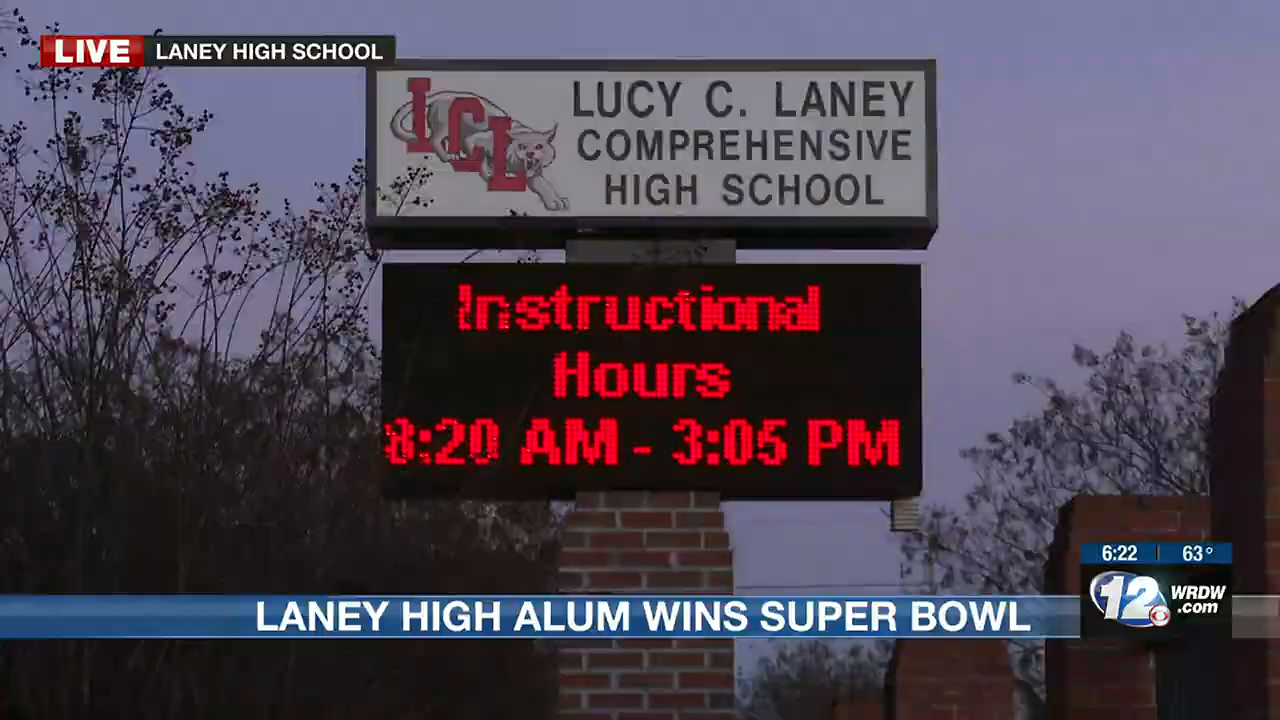 LIVE LANEY HIGH SCHOOL
LCL
LUCY C. LANEY
COMPREHENSIVE
HIGH SCHOOL
Instructional
Hours
8:20 AM - 3:05 PM
6:22 | 63°
12 WRDW
.com
LANEY HIGH ALUM WINS SUPER BOWL